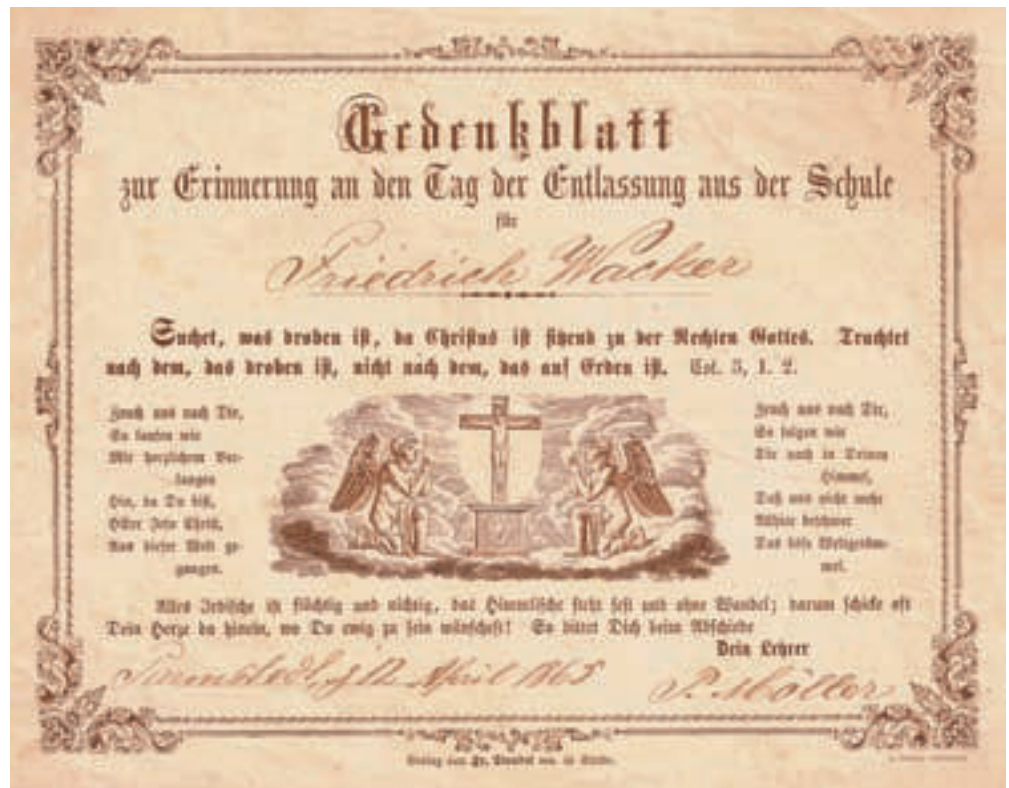 Gedenkblatt
zur Erinnerung an den Tag der Entlassung aus der Schule
für
Friedrich Wacker
Suchet, was droben ist, da Christus ist sitzend zu der Rechten Gottes. Trachtet
nach dem, das droben ist, nicht nach dem, das auf Erden ist. Col. 3, 1. 2.
Zeuch uns nach Dir,
So laufen wir
Mit herzlichem Ver-
langen
Hin, da Du bist,
O Herr Jesu Christ,
Aus dieser Welt ge-
gangen.
Zeuch uns nach Dir,
So folgen wir
Dir nach in Deinen
Himmel,
Daß uns nicht mehr
Allhier beschwer
Das böse Weltgetüm-
mel.
Alles Irdische ist flüchtig und nichtig, das Himmlische steht fest und ohne Wandel; darum schicke oft
Dein Herze da hinein, wo Du ewig zu sein wünschest! So bittet Dich beim Abschiede
Dein Lehrer
April 1865
P. Möller
Verlag von Fr.